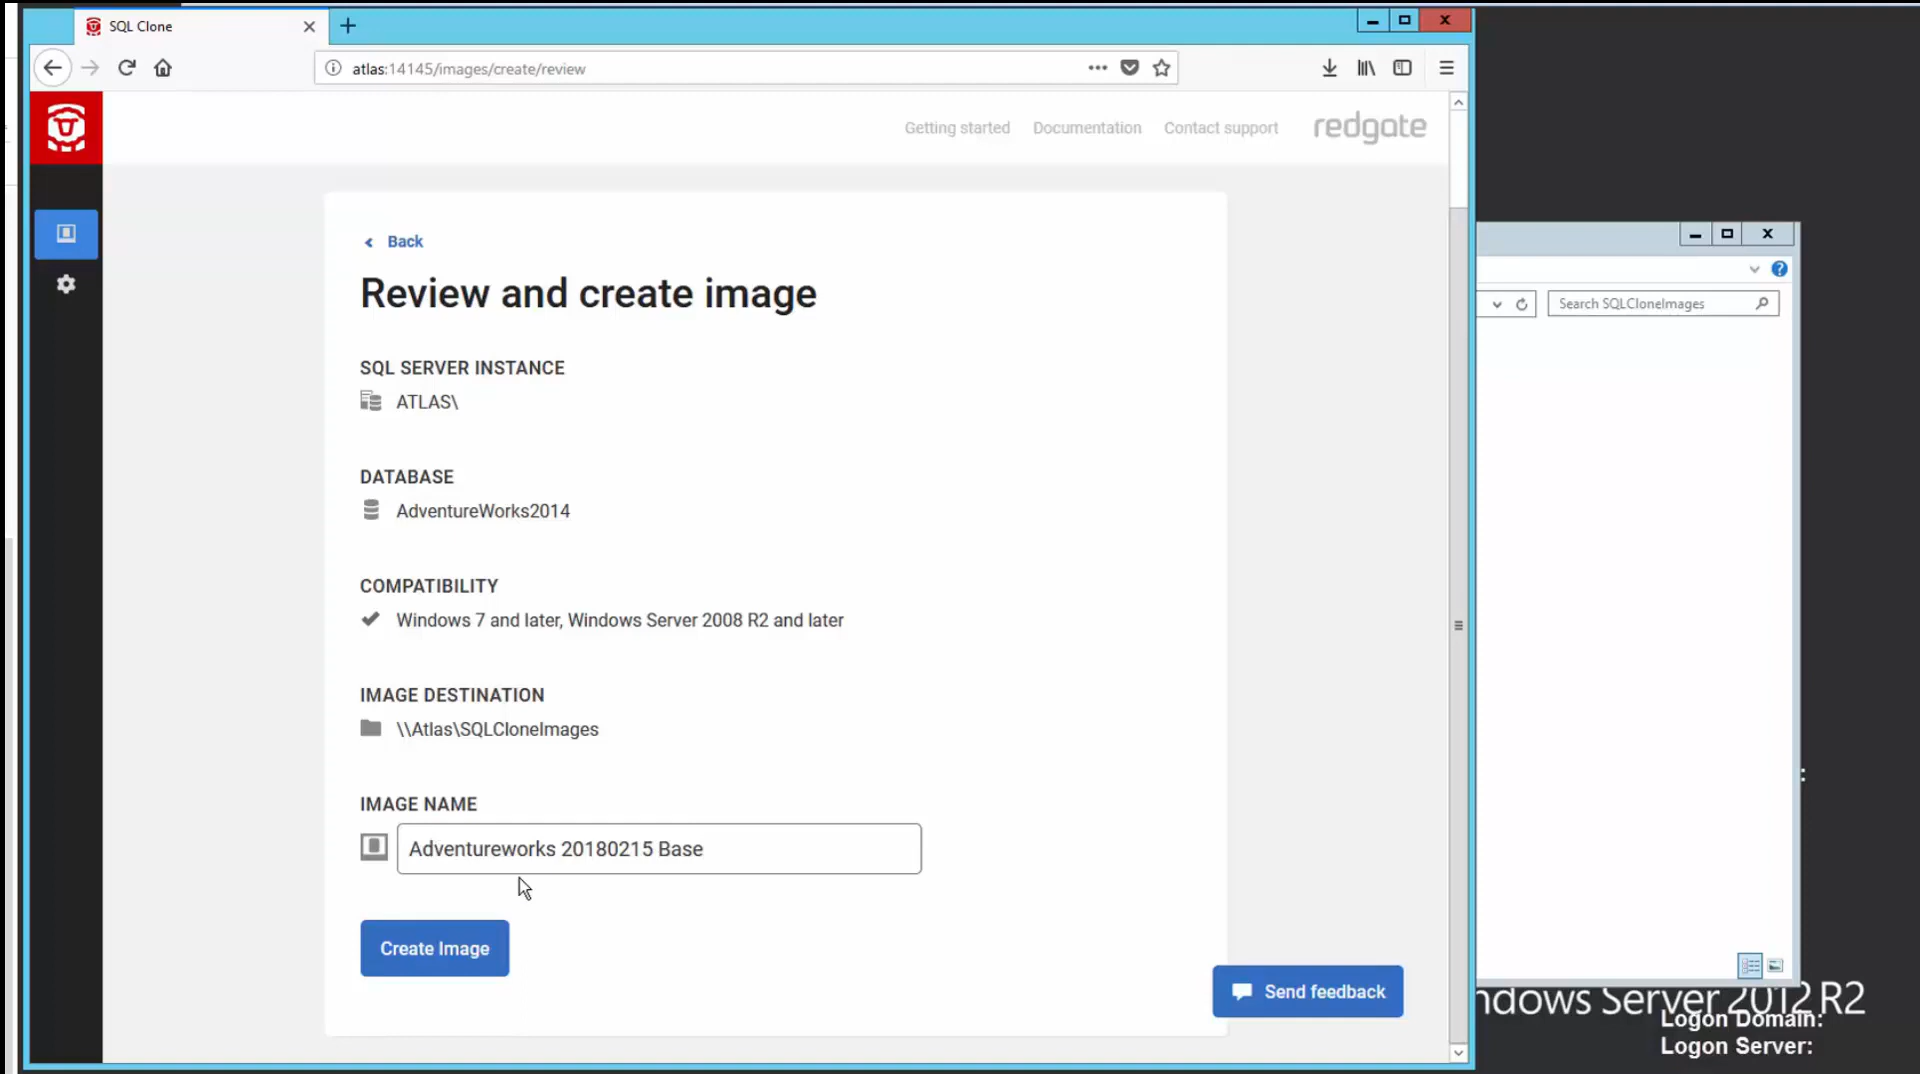 SQL Clone
atlas:14145/images/create/review
Getting started Documentation Contact support redgate
Back
Review and create image
SQL SERVER INSTANCE
ATLAS\
DATABASE
AdventureWorks2014
COMPATIBILITY
Windows 7 and later, Windows Server 2008 R2 and later
IMAGE DESTINATION
\\Atlas\SQLCloneImages
IMAGE NAME
Adventureworks 20180215 Base
Create Image
Send feedback
Search SQLCloneImages
ndows Server 2012 R2
Logon Domain:
Logon Server: